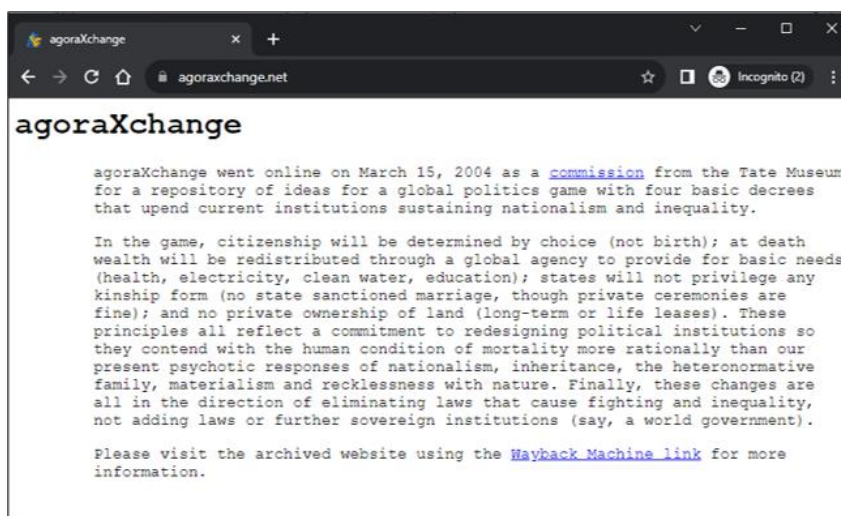 agoraXchange
agoraxchange.net
Incognito (2)
agoraXchange
agoraXchange went online on March 15, 2004 as a commission from the Tate Museum
for a repository of ideas for a global politics game with four basic decrees
that upend current institutions sustaining nationalism and inequality.
In the game, citizenship will be determined by choice (not birth); at death
wealth will be redistributed through a global agency to provide for basic needs
(health, electricity, clean water, education); states will not privilege any
kinship form (no state sanctioned marriage, though private ceremonies are
fine); and no private ownership of land (long-term or life leases). These
principles all reflect a commitment to redesigning political institutions so
they contend with the human condition of mortality more rationally than our
present psychotic responses of nationalism, inheritance, the heteronormative
family, materialism and recklessness with nature. Finally, these changes are
all in the direction of eliminating laws that cause fighting and inequality,
not adding laws or further sovereign institutions (say, a world government).
Please visit the archived website using the Wayback Machine link for more
information.